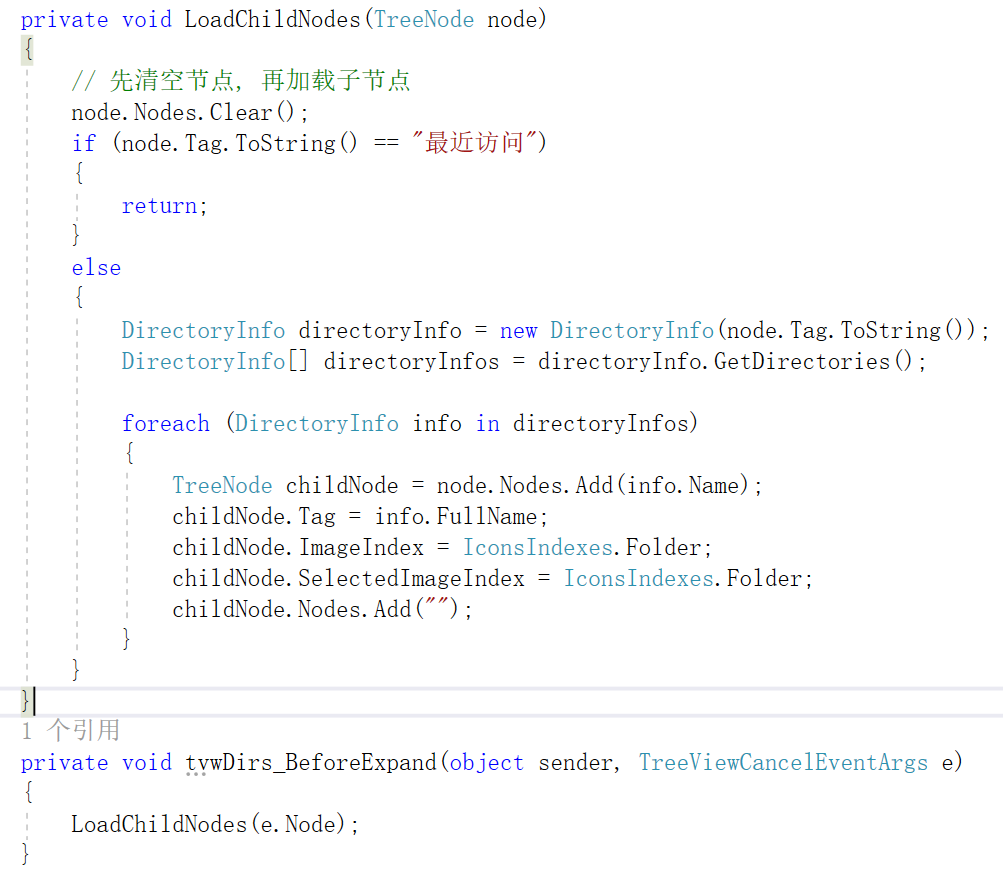 private void LoadChildNodes(TreeNode node)
{
// 先清空节点, 再加载子节点
node.Nodes.Clear();
if (node.Tag.ToString() == "最近访问")
{
return;
}
else
{
DirectoryInfo directoryInfo = new DirectoryInfo(node.Tag.ToString());
DirectoryInfo[] directoryInfos = directoryInfo.GetDirectories();
foreach (DirectoryInfo info in directoryInfos)
{
TreeNode childNode = node.Nodes.Add(info.Name);
childNode.Tag = info.FullName;
childNode.ImageIndex = IconsIndexes.Folder;
childNode.SelectedImageIndex = IconsIndexes.Folder;
childNode.Nodes.Add("");
}
}
}
1 个引用
private void tvwDirs_BeforeExpand(object sender, TreeViewCancelEventArgs e)
{
LoadChildNodes(e.Node);
}